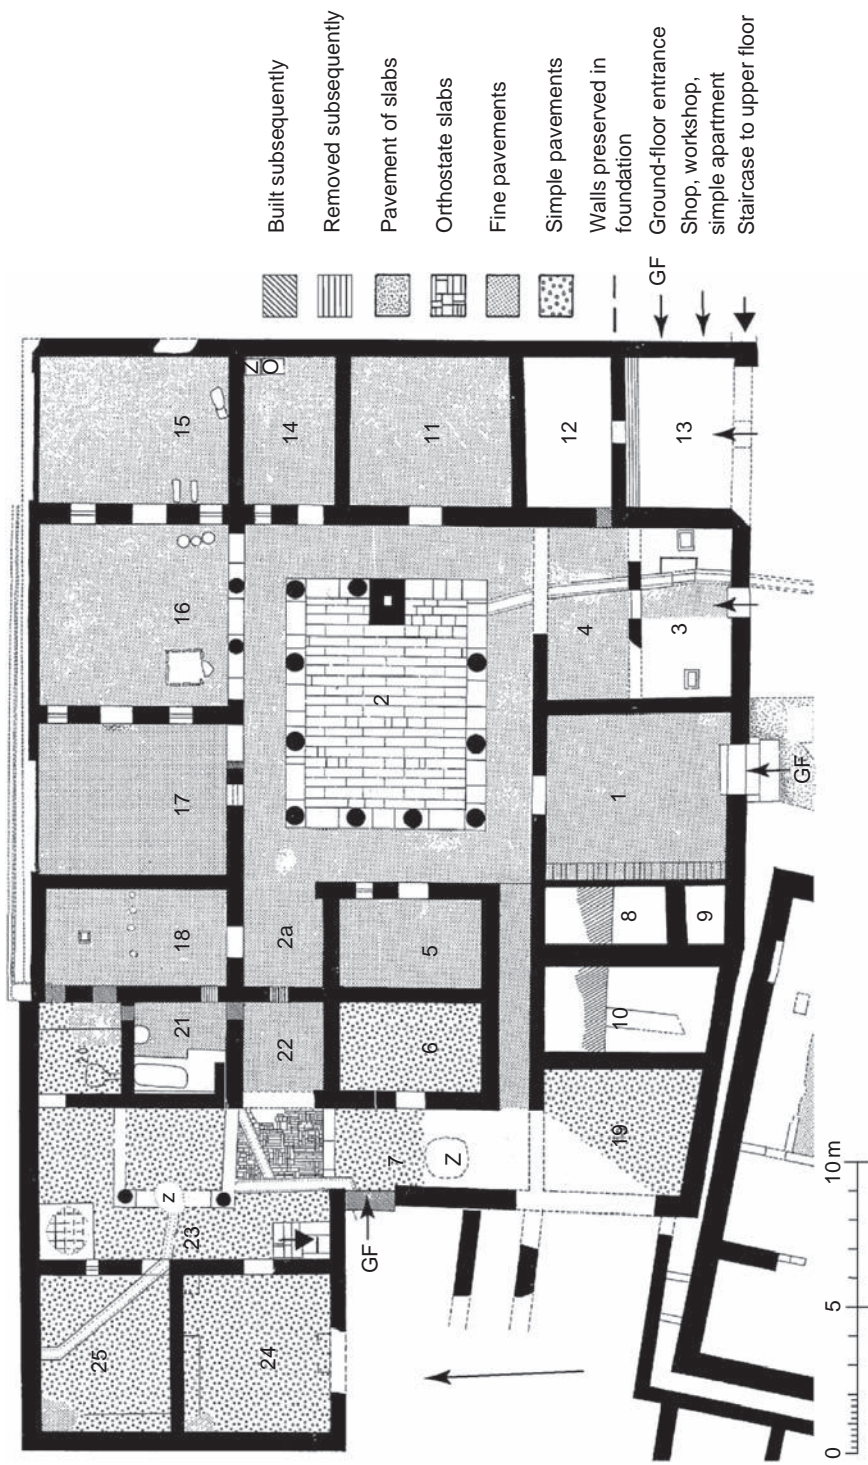 Built subsequently
Removed subsequently
Pavement of slabs
Orthostate slabs
Fine pavements
Simple pavements
Walls preserved in
foundation
GF
Ground-floor entrance
Shop, workshop,
simple apartment
Staircase to upper floor
15
Z
O
14
11
12
13
16
2
4
3
17
1
GF
18
2a
5
8
9
21
22
6
10
7
Z
19
z
23
GF
25
24
0
5
10 m